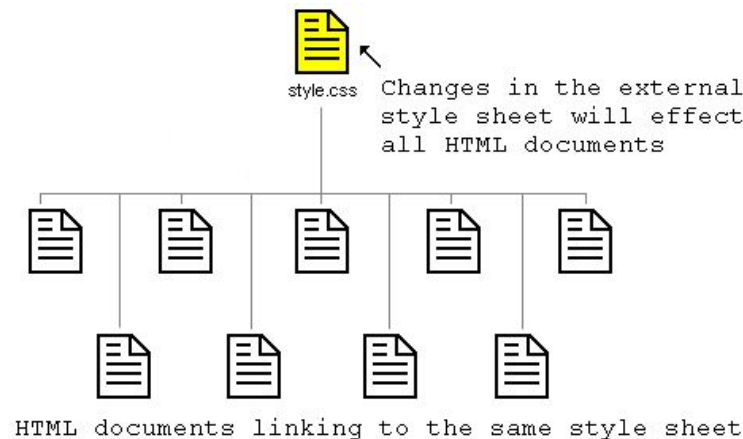 style.css
Changes in the external
style sheet will effect
all HTML documents
HTML documents linking to the same style sheet